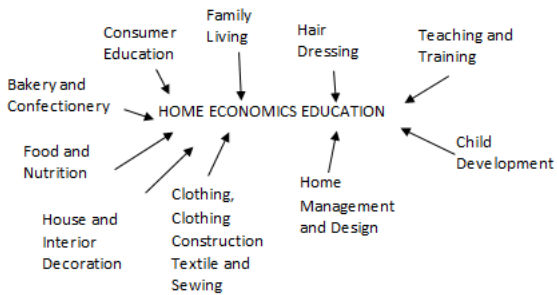 Family
Living
Consumer
Education
Hair
Dressing
Teaching and
Training
Bakery and
Confectionery
HOME ECONOMICS EDUCATION
Food and
Nutrition
Child
Development
House and
Interior
Decoration
Clothing,
Clothing
Construction
Textile and
Sewing
Home
Management
and Design